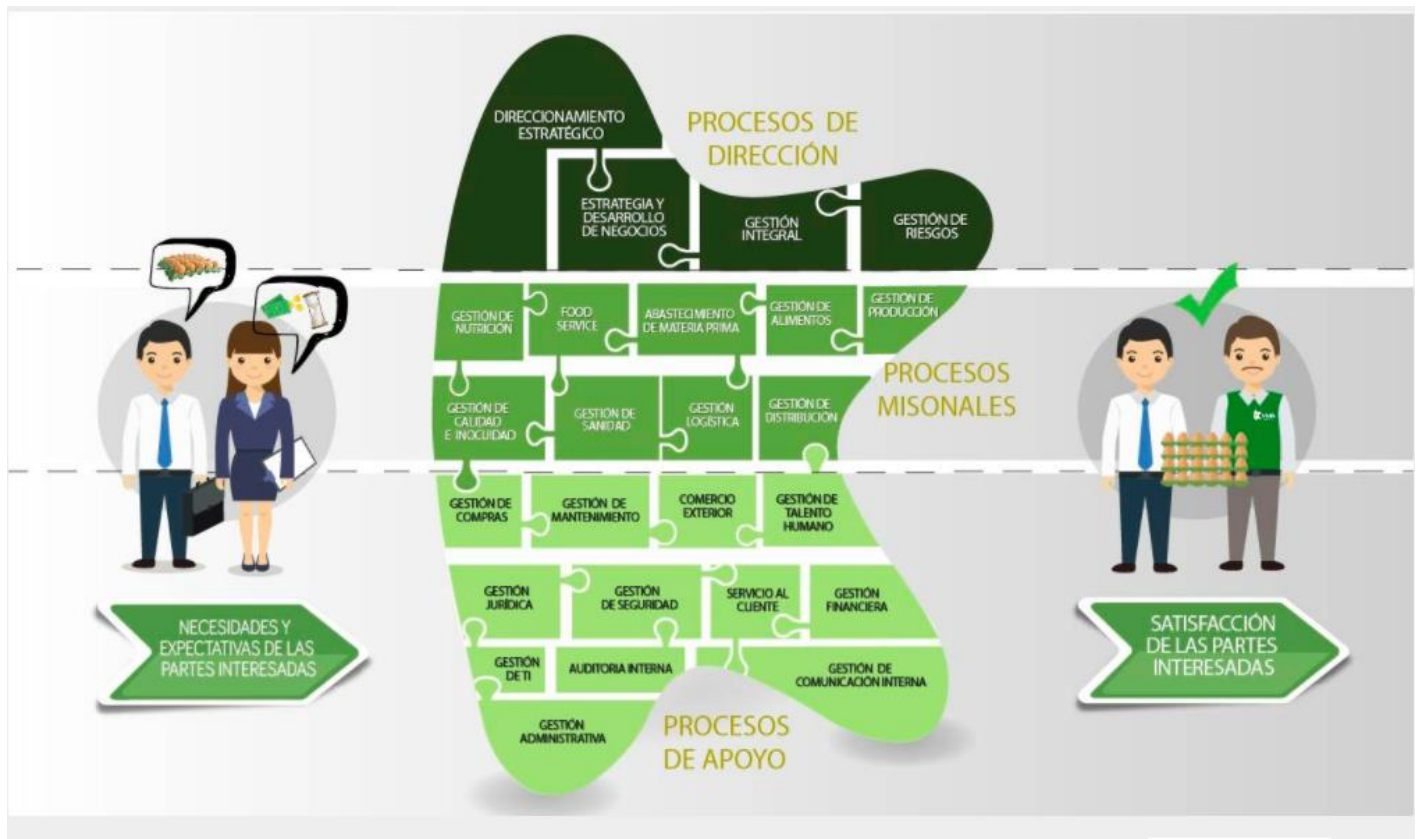 DIRECCIONAMIENTO
ESTRATÉGICO
PROCESOS DE
DIRECCIÓN
ESTRATEGIA Y
DESARROLLO
DE NEGOCIOS
GESTIÓN
INTEGRAL
GESTIÓN DE
RIESGOS
GESTIÓN DE
NUTRICIÓN
FOOD
SERVICE
ABASTECIMIENTO
DE MATERIA PRIMA
GESTIÓN DE
ALIMENTOS
GESTIÓN DE
PRODUCCIÓN
PROCESOS
MISONALES
GESTIÓN DE
CALIDAD
E INOCUIDAD
GESTIÓN DE
SANIDAD
GESTIÓN
LOGÍSTICA
GESTIÓN DE
DISTRIBUCIÓN
GESTIÓN DE
COMPRAS
GESTIÓN DE
MANTENIMIENTO
COMERCIO
EXTERIOR
GESTIÓN DE
TALENTO
HUMANO
GESTIÓN
JURÍDICA
GESTIÓN
DE SEGURIDAD
SERVICIO AL
CLIENTE
GESTIÓN
FINANCIERA
GESTIÓN
DE TI
AUDITORIA INTERNA
GESTIÓN DE
COMUNICACIÓN INTERNA
GESTIÓN
ADMINISTRATIVA
PROCESOS
DE APOYO
NECESIDADES Y
EXPECTATIVAS DE LAS
PARTES INTERESADAS
SATISFACCIÓN
DE LAS PARTES
INTERESADAS